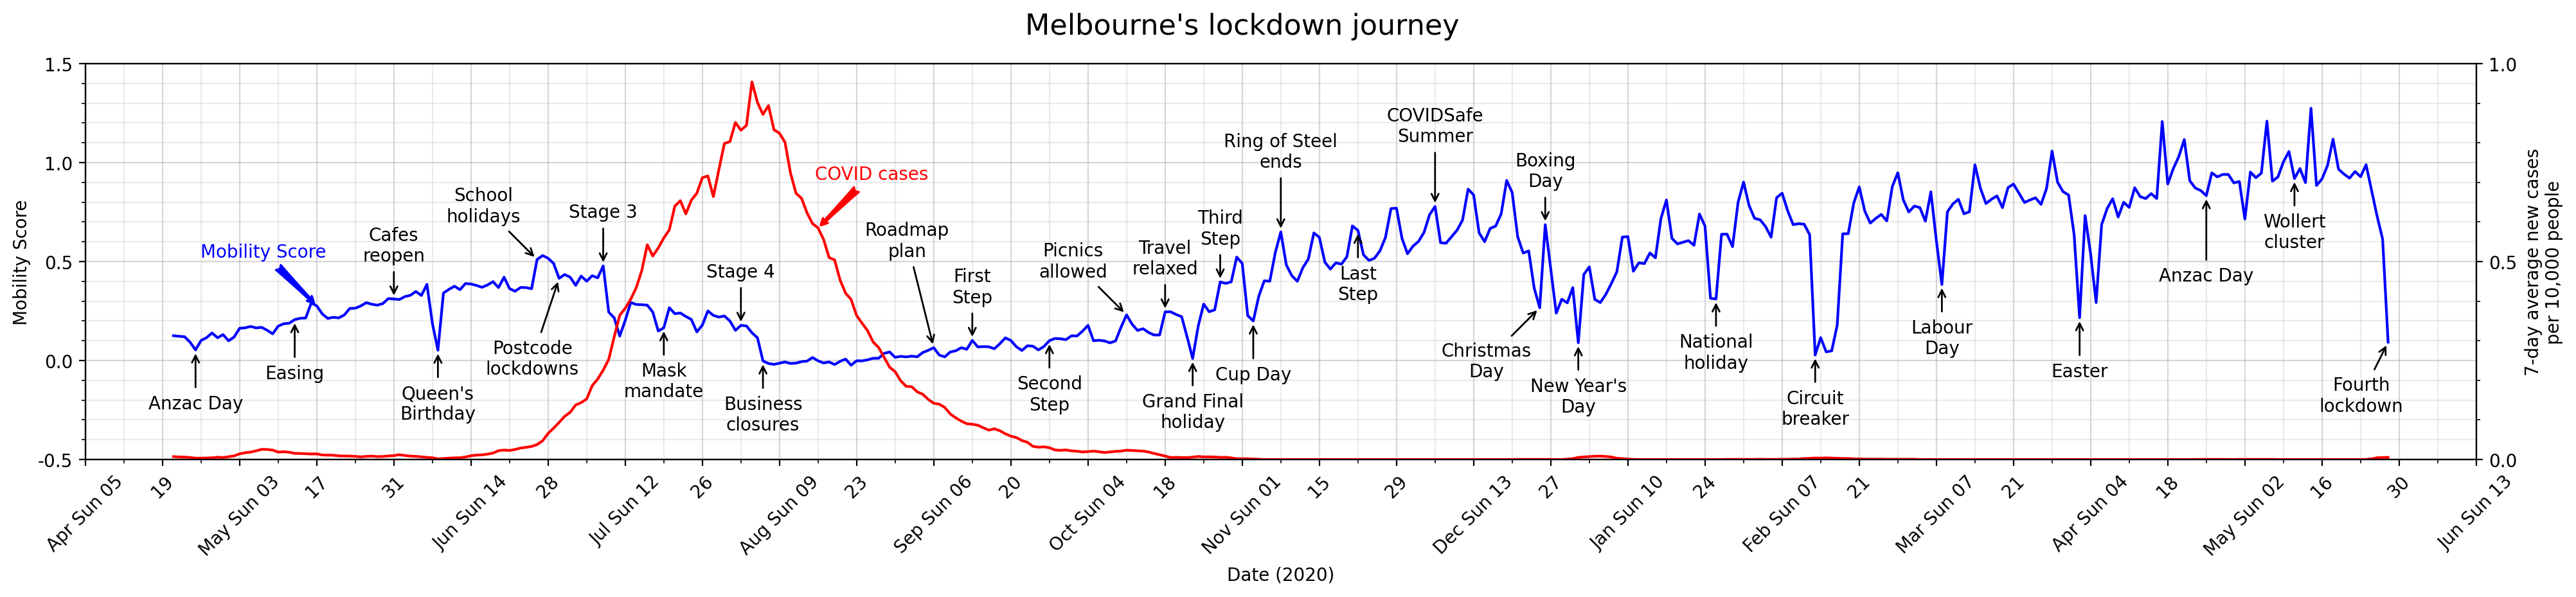 Melbourne's lockdown journey
1.5
1.0
0.5
0.0
-0.5
Mobility Score
1.0
0.5
0.0
7-day average new cases
per 10,000 people
Mobility Score
COVID cases
Anzac Day
Easing
Cafes
reopen
Queen's
Birthday
School
holidays
Postcode
lockdowns
Stage 3
Mask
mandate
Stage 4
Business
closures
Roadmap
plan
First
Step
Second
Step
Picnics
allowed
Travel
relaxed
Grand Final
holiday
Third
Step
Cup Day
Ring of Steel
ends
Last
Step
COVIDSafe
Summer
Christmas
Day
Boxing
Day
New Year's
Day
National
holiday
Circuit
breaker
Labour
Day
Easter
Anzac Day
Wollert
cluster
Fourth
lockdown
Apr Sun 05
19
May Sun 03
17
31
Jun Sun 14
28
Jul Sun 12
26
Aug Sun 09
23
Sep Sun 06
20
Oct Sun 04
18
Nov Sun 01
15
29
Dec Sun 13
27
Jan Sun 10
24
Feb Sun 07
21
Mar Sun 07
21
Apr Sun 04
18
May Sun 02
16
30
Jun Sun 13
Date (2020)